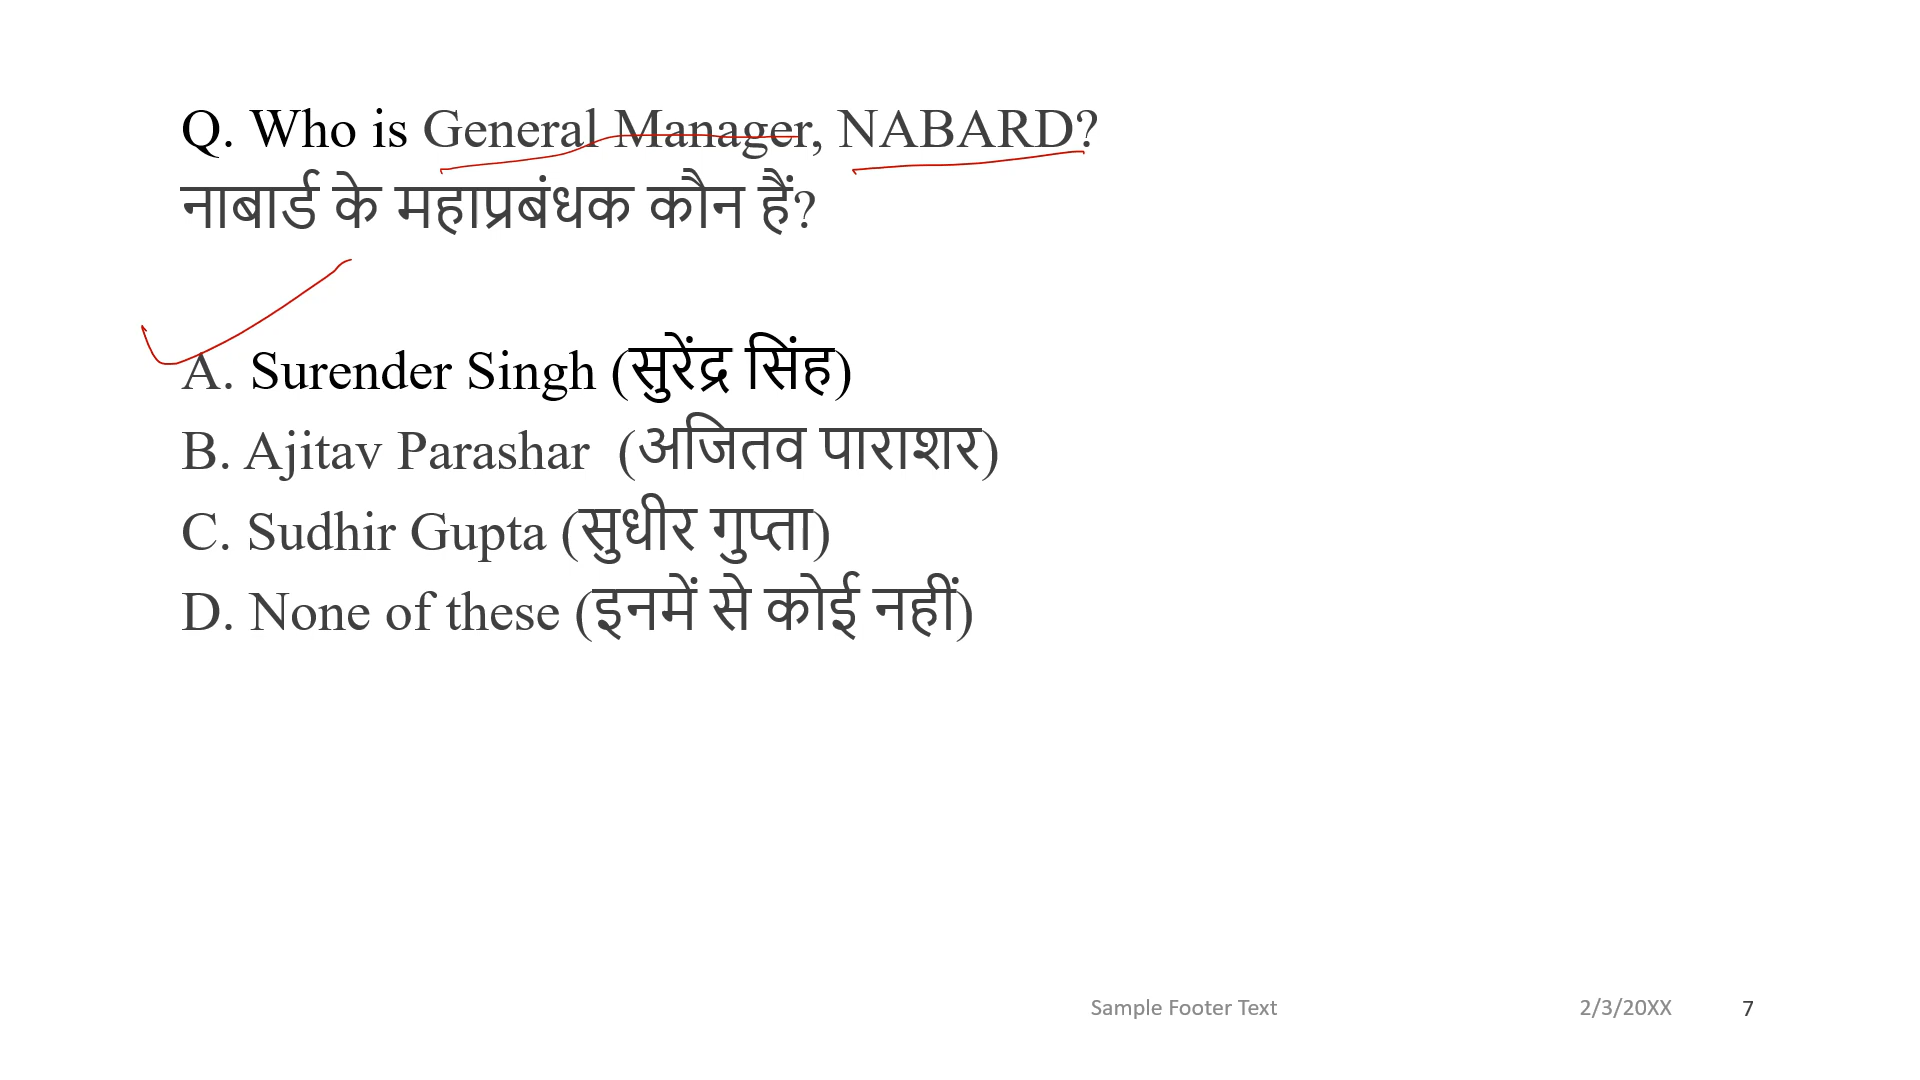 Q. Who is General Manager, NABARD?
नाबार्ड के महाप्रबंधक कौन हैं?
A. Surender Singh (सुरेंद्र सिंह)
B. Ajitav Parashar (अजितव पाराशर)
C. Sudhir Gupta (सुधीर गुप्ता)
D. None of these (इनमें से कोई नहीं)
Sample Footer Text 2/3/20XX 7